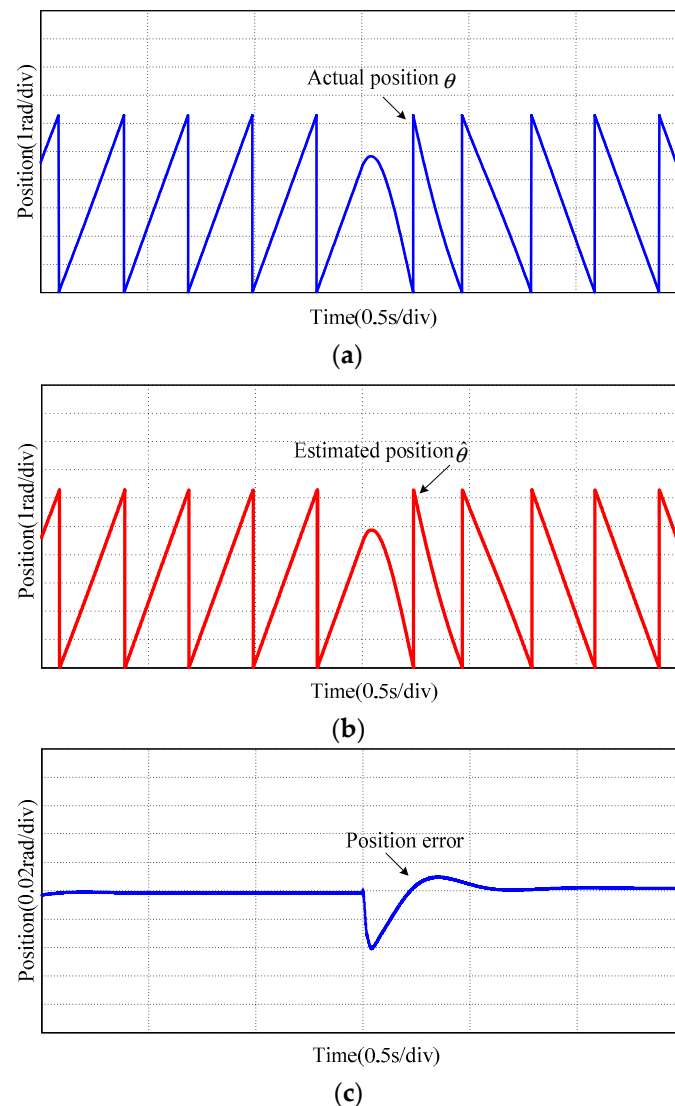 Actual position θ
Position(1rad/div)
Time(0.5s/div)
(a)
Estimated position θ̂
Position(1rad/div)
Time(0.5s/div)
(b)
Position error
Position(0.02rad/div)
Time(0.5s/div)
(c)